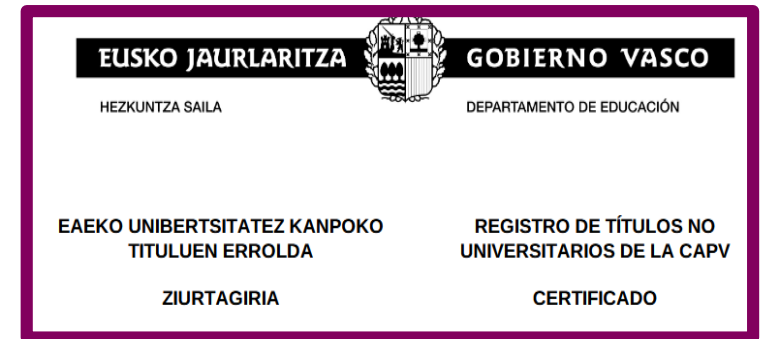 EUSKO JAURLARITZA
GOBIERNO VASCO
HEZKUNTZA SAILA
DEPARTAMENTO DE EDUCACIÓN
EAEKO UNIBERTSITATEZ KANPOKO
TITULUEN ERROLDA
ZIURTAGIRIA
REGISTRO DE TÍTULOS NO
UNIVERSITARIOS DE LA CAPV
CERTIFICADO